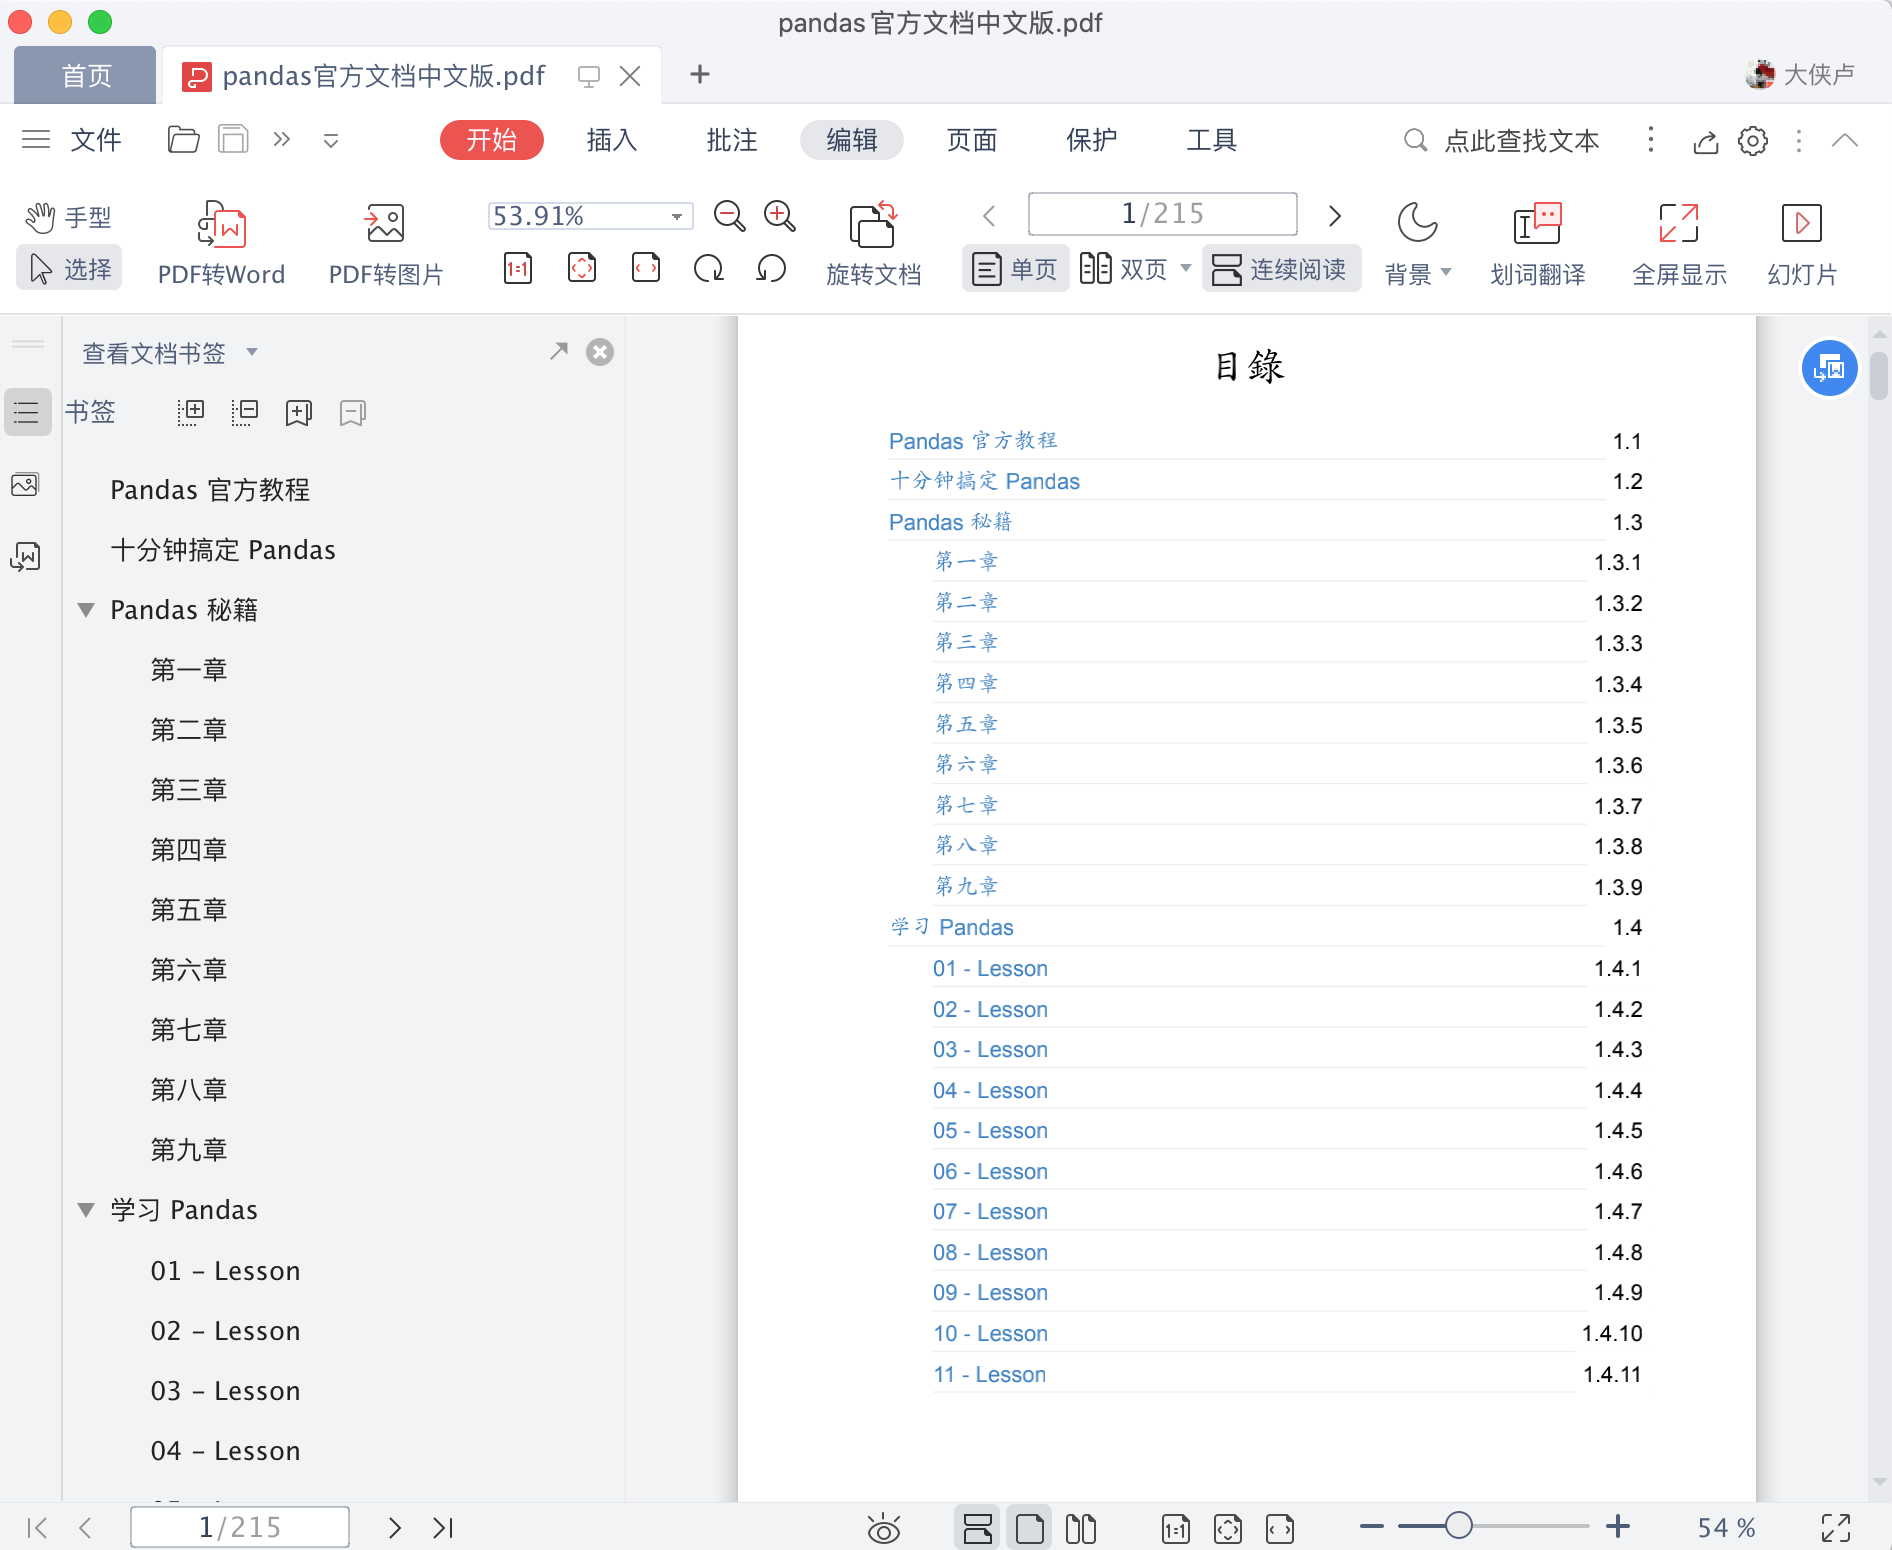 pandas官方文档中文版.pdf
首页
pandas官方文档中文版.pdf
大侠卢
文件
开始
插入
批注
编辑
页面
保护
工具
点此查找文本
手型
选择
PDF转Word
PDF转图片
53.91%
旋转文档
1/215
单页
双页
连续阅读
背景
划词翻译
全屏显示
幻灯片
查看文档书签
书签
Pandas 官方教程
十分钟搞定 Pandas
Pandas 秘籍
第一章
第二章
第三章
第四章
第五章
第六章
第七章
第八章
第九章
学习 Pandas
01 – Lesson
02 – Lesson
03 – Lesson
04 – Lesson
目錄
Pandas 官方教程 1.1
十分钟搞定 Pandas 1.2
Pandas 秘籍 1.3
第一章 1.3.1
第二章 1.3.2
第三章 1.3.3
第四章 1.3.4
第五章 1.3.5
第六章 1.3.6
第七章 1.3.7
第八章 1.3.8
第九章 1.3.9
学习 Pandas 1.4
01 - Lesson 1.4.1
02 - Lesson 1.4.2
03 - Lesson 1.4.3
04 - Lesson 1.4.4
05 - Lesson 1.4.5
06 - Lesson 1.4.6
07 - Lesson 1.4.7
08 - Lesson 1.4.8
09 - Lesson 1.4.9
10 - Lesson 1.4.10
11 - Lesson 1.4.11
1/215
54 %